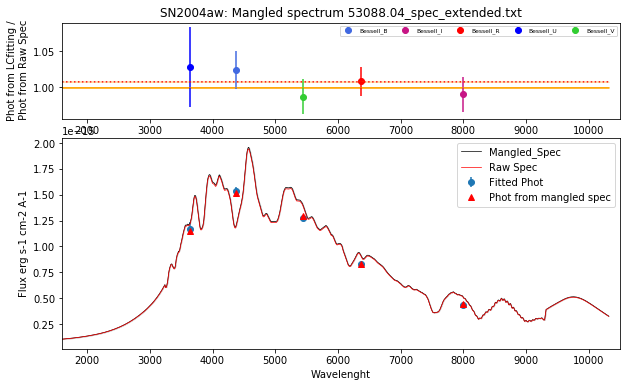 SN2004aw: Mangled spectrum 53088.04_spec_extended.txt
Phot from LCfitting /
Phot from Raw Spec
1.05
1.00
Bessell_B
Bessell_I
Bessell_R
Bessell_U
Bessell_V
2000 3000 4000 5000 6000 7000 8000 9000 10000
1e−15
Flux erg s-1 cm-2 A-1
2.00
1.75
1.50
1.25
1.00
0.75
0.50
0.25
Mangled_Spec
Raw Spec
Fitted Phot
Phot from mangled spec
2000 3000 4000 5000 6000 7000 8000 9000 10000
Wavelenght